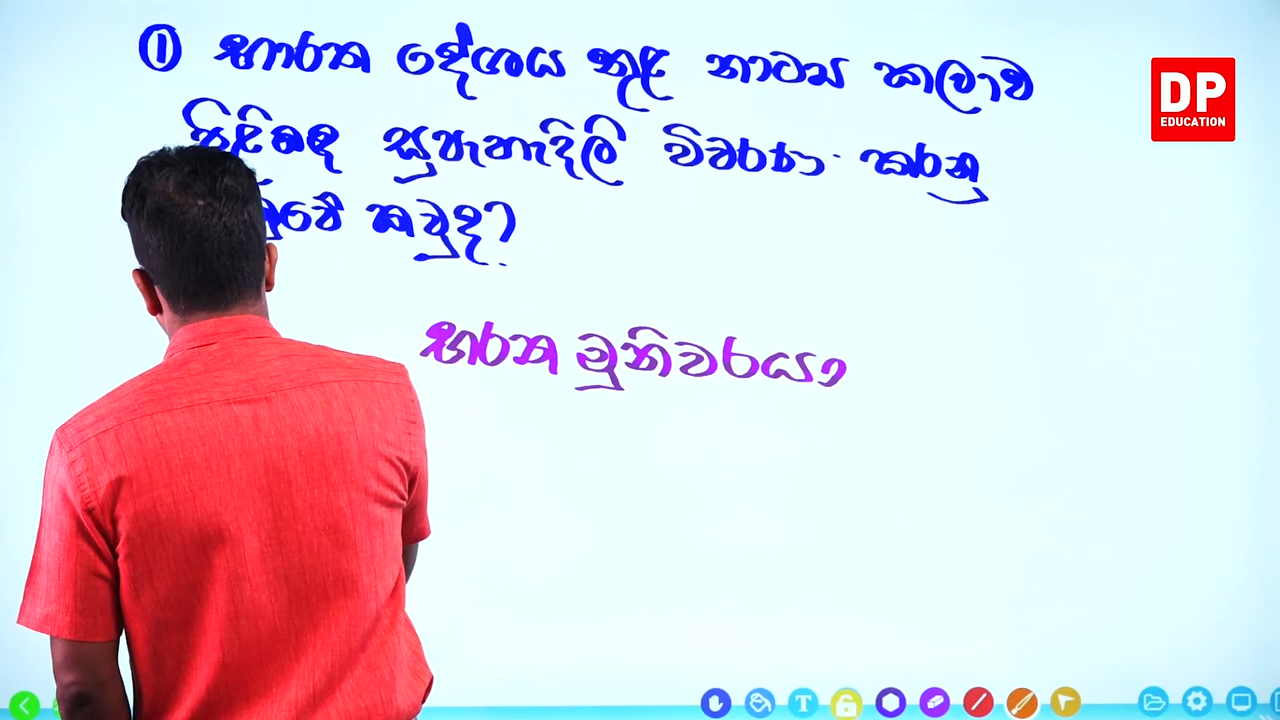 ① භාරත දේශය තුළ නාට්‍ය කලාව
පිළිබඳ සුපැහැදිලි විවරණ කරනු
ලැබුවේ කවුද?
භරත මුනිවරයා
DP
EDUCATION